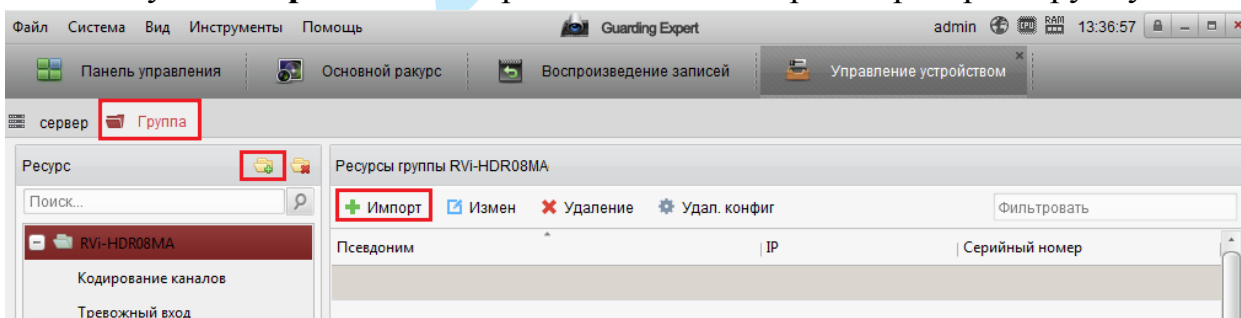 Файл Система Вид Инструменты Помощь Guarding Expert admin CPU RAM 13:36:57
Панель управления Основной ракурс Воспроизведение записей Управление устройством
сервер Группа
Ресурс Ресурсы группы RVi-HDR08MA
Поиск... Импорт Измен Удаление Удал. конфиг Фильтровать
RVi-HDR08MA Псевдоним IP Серийный номер
Кодирование каналов
Тревожный вход